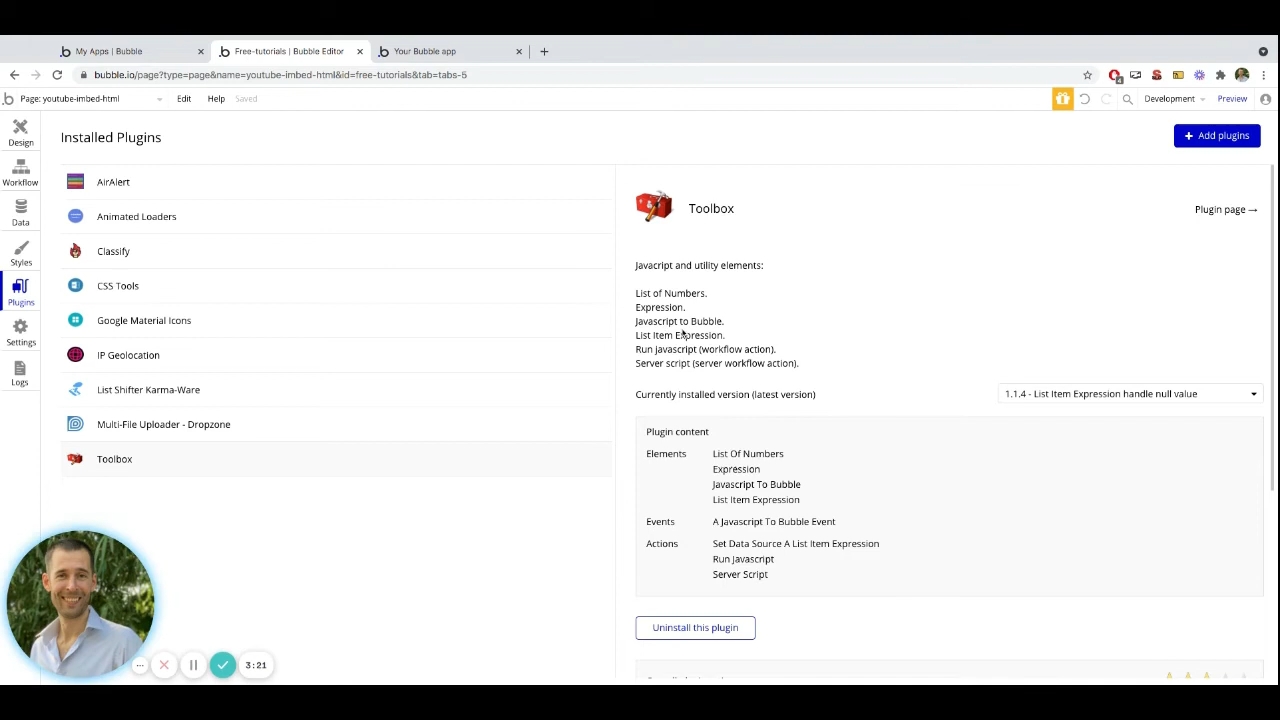 My Apps | Bubble
Free-tutorials | Bubble Editor
Your Bubble app
bubble.io/page?type=page&name=youtube-imbed-html&id=free-tutorials&tab=tabs-5
Page: youtube-imbed-html
Edit
Help
Saved
Development
Preview
Design
Workflow
Data
Styles
Plugins
Settings
Logs
Installed Plugins
+ Add plugins
AirAlert
Animated Loaders
Classify
CSS Tools
Google Material Icons
IP Geolocation
List Shifter Karma-Ware
Multi-File Uploader - Dropzone
Toolbox
Toolbox
Plugin page →
Javacript and utility elements:
List of Numbers.
Expression.
Javascript to Bubble.
List Item Expression.
Run javascript (workflow action).
Server script (server workflow action).
Currently installed version (latest version)
1.1.4 - List Item Expression handle null value
Plugin content
Elements
List Of Numbers
Expression
Javascript To Bubble
List Item Expression
Events
A Javascript To Bubble Event
Actions
Set Data Source A List Item Expression
Run Javascript
Server Script
Uninstall this plugin
3:21